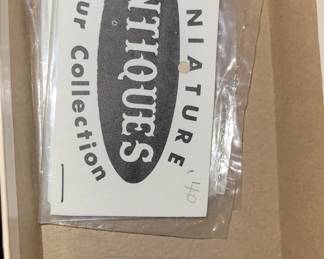 NIATURE
NTIQUES
ur Collection
.40